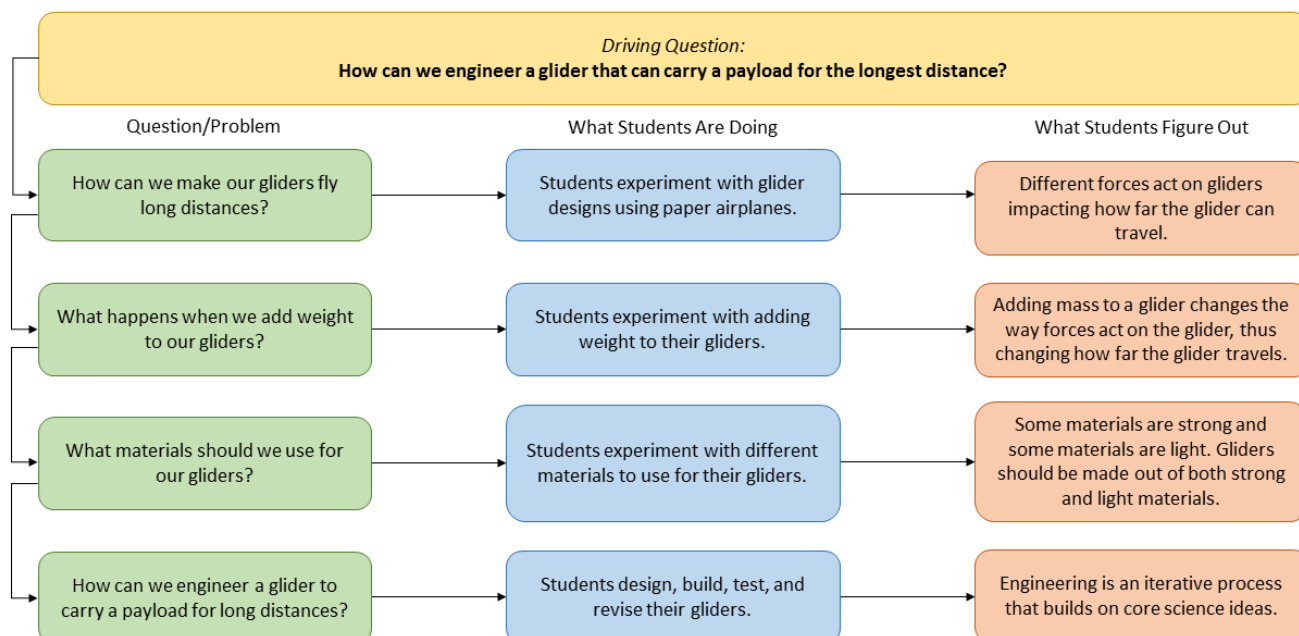 Driving Question:
How can we engineer a glider that can carry a payload for the longest distance?
Question/Problem
What Students Are Doing
What Students Figure Out
How can we make our gliders fly
long distances?
Students experiment with glider
designs using paper airplanes.
Different forces act on gliders
impacting how far the glider can
travel.
What happens when we add weight
to our gliders?
Students experiment with adding
weight to their gliders.
Adding mass to a glider changes the
way forces act on the glider, thus
changing how far the glider travels.
What materials should we use for
our gliders?
Students experiment with different
materials to use for their gliders.
Some materials are strong and
some materials are light. Gliders
should be made out of both strong
and light materials.
How can we engineer a glider to
carry a payload for long distances?
Students design, build, test, and
revise their gliders.
Engineering is an iterative process
that builds on core science ideas.